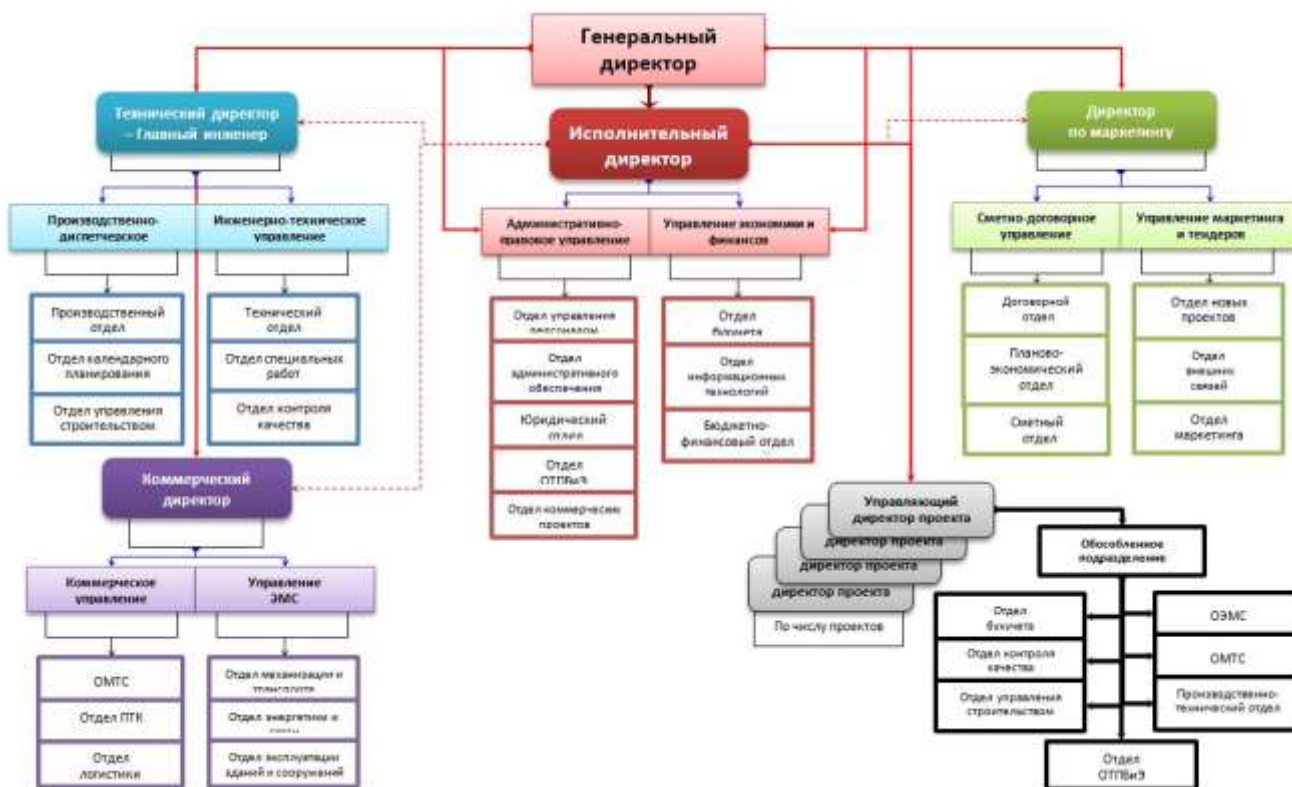 Генеральный
директор
Технический директор
– Главный инженер
Исполнительный
директор
Директор
по маркетингу
Производственно-
диспетчерское
Инженерно-техническое
управление
Административно-
правовое управление
Управление экономики и
финансов
Сметно-договорное
управление
Управление маркетинга
и тендеров
Производственный
отдел
Отдел календарного
планирования
Отдел управления
строительством
Технический
отдел
Отдел специальных
работ
Отдел контроля
качества
Отдел управления
персоналом
Отдел
административного
обеспечения
Юридический
отдел
Отдел
ОТПБиЭ
Отдел коммерческих
проектов
Отдел
бухучета
Отдел
информационных
технологий
Бюджетно-
финансовый отдел
Договорной
отдел
Планово-
экономический
отдел
Сметный
отдел
Отдел новых
проектов
Отдел
внешних
связей
Отдел
маркетинга
Коммерческий
директор
Коммерческое
управление
Управление
ЭМС
ОМТС
Отдел ПТК
Отдел
логистики
Отдел механизации и
транспорта
Отдел энергетики и
Отдел эксплуатации
зданий и сооружений
Управляющий
директор проекта
директор проекта
директор проекта
директор проекта
По числу проектов
Обособленное
подразделение
Отдел
бухучета
Отдел контроля
качества
Отдел управления
строительством
ОЭМС
ОМТС
Производственно-
технический отдел
Отдел
ОТПБиЭ